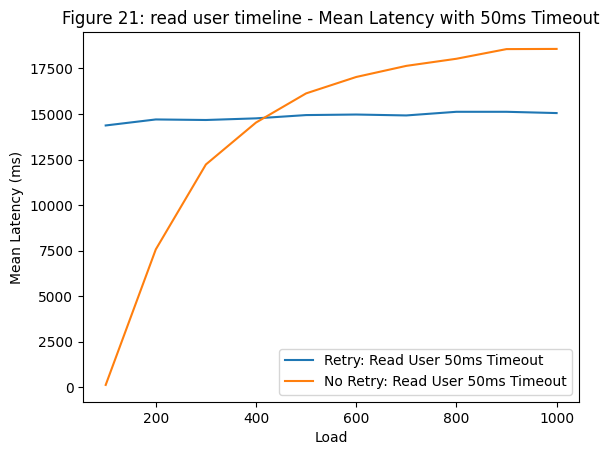 Figure 21: read user timeline - Mean Latency with 50ms Timeout
Mean Latency (ms)
17500
15000
12500
10000
7500
5000
2500
0
200
400
600
800
1000
Load
Retry: Read User 50ms Timeout
No Retry: Read User 50ms Timeout